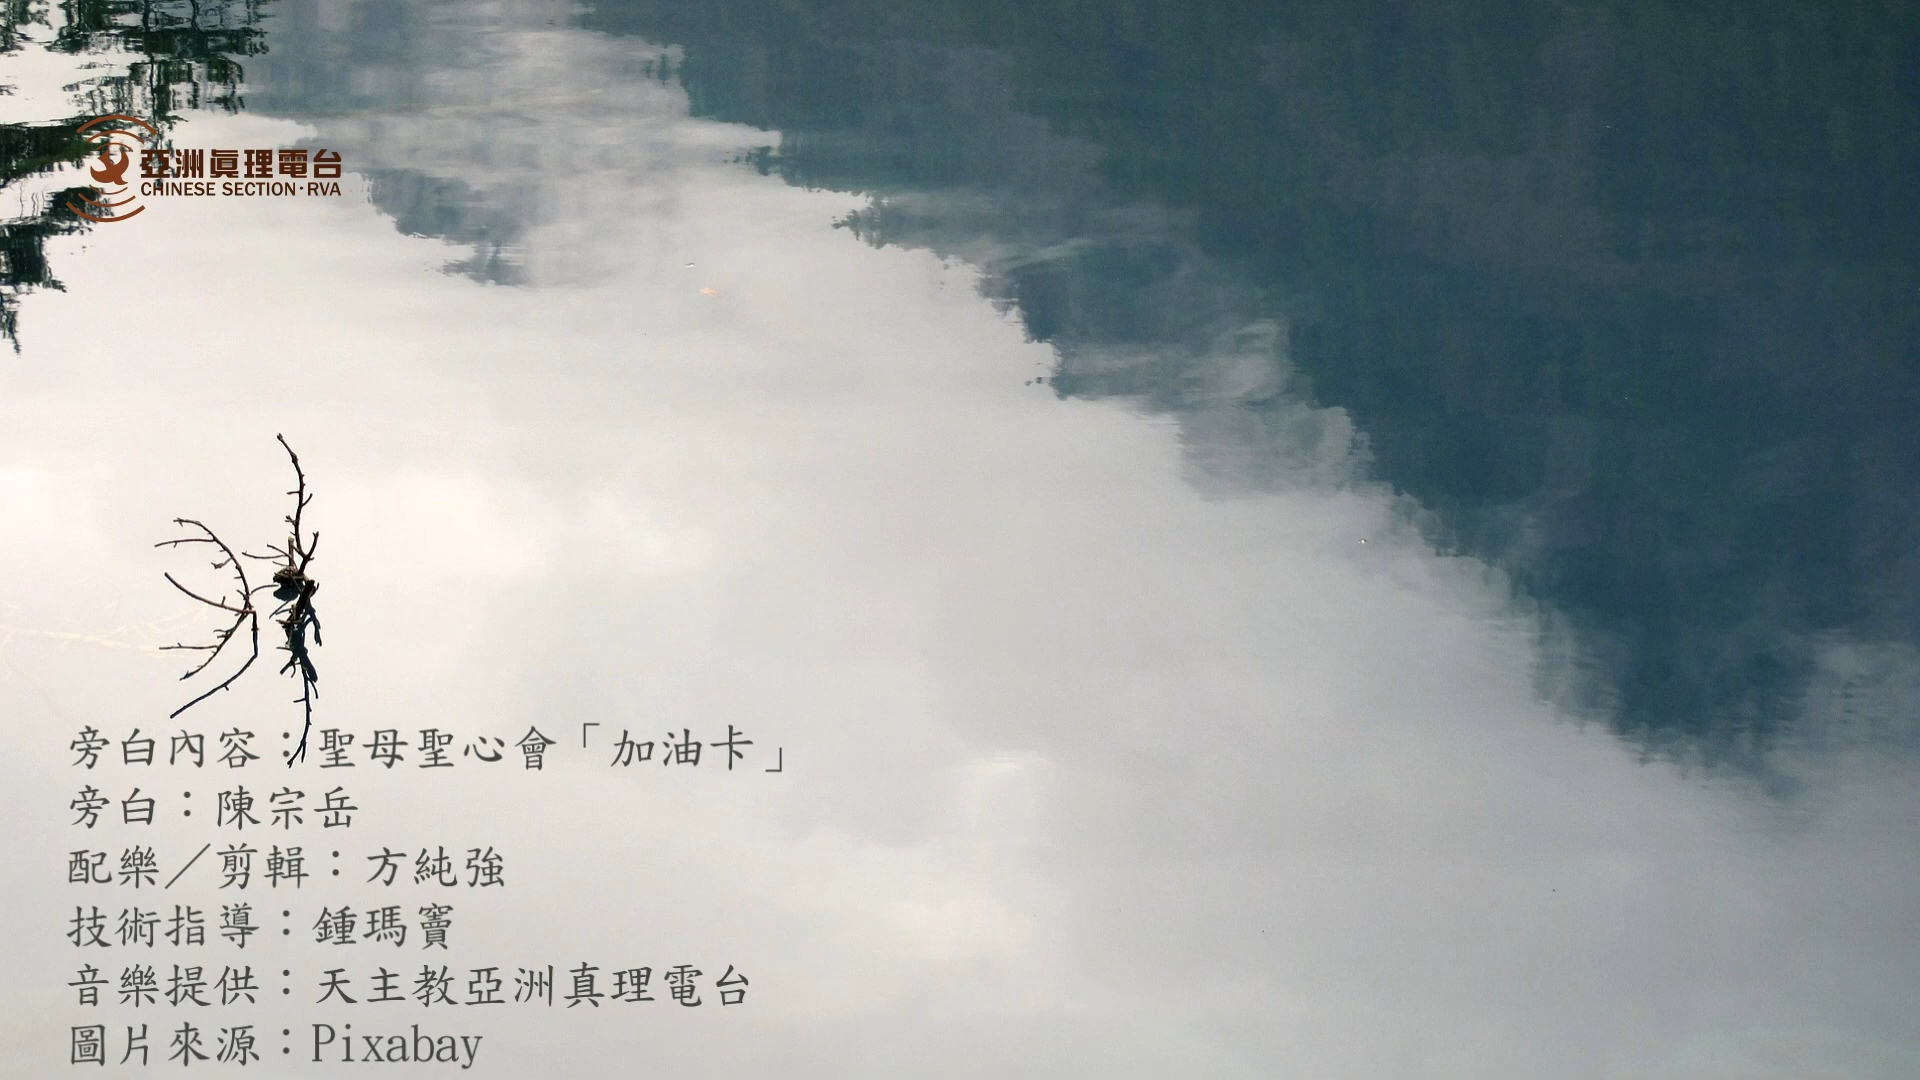 亞洲眞理電台
CHINESE SECTION·RVA
旁白內容：聖母聖心會「加油卡」
旁白：陳宗岳
配樂／剪輯：方純強
技術指導：鍾瑪竇
音樂提供：天主教亞洲真理電台
圖片來源：Pixabay